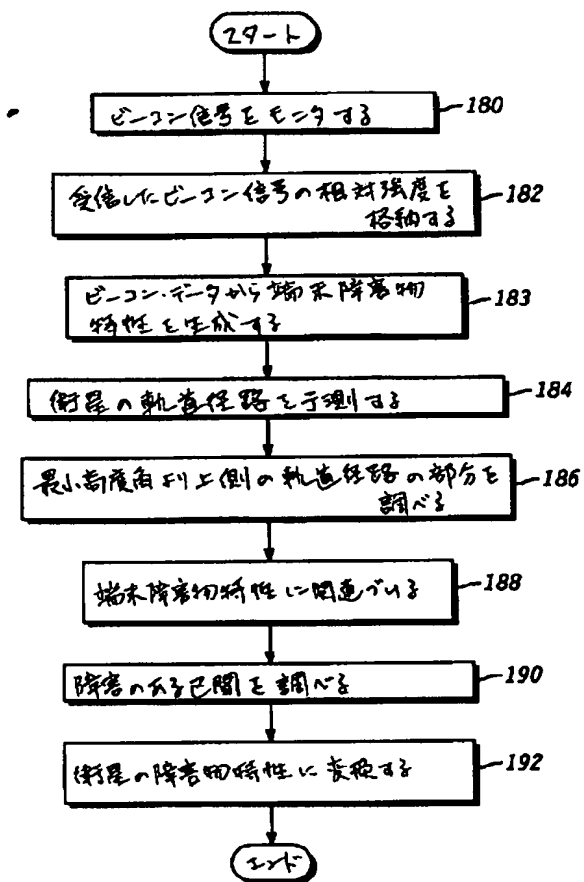 スタート
ビーコン信号をモニタする
180
受信したビーコン信号の相対強度を
格納する
182
ビーコン・データから端末障害物
特性を生成する
183
衛星の軌道経路を予測する
184
最小高度角より上側の軌道経路の部分を
調べる
186
端末障害物特性に関連づける
188
障害のある区間を調べる
190
衛星の障害物特性に変換する
192
エンド